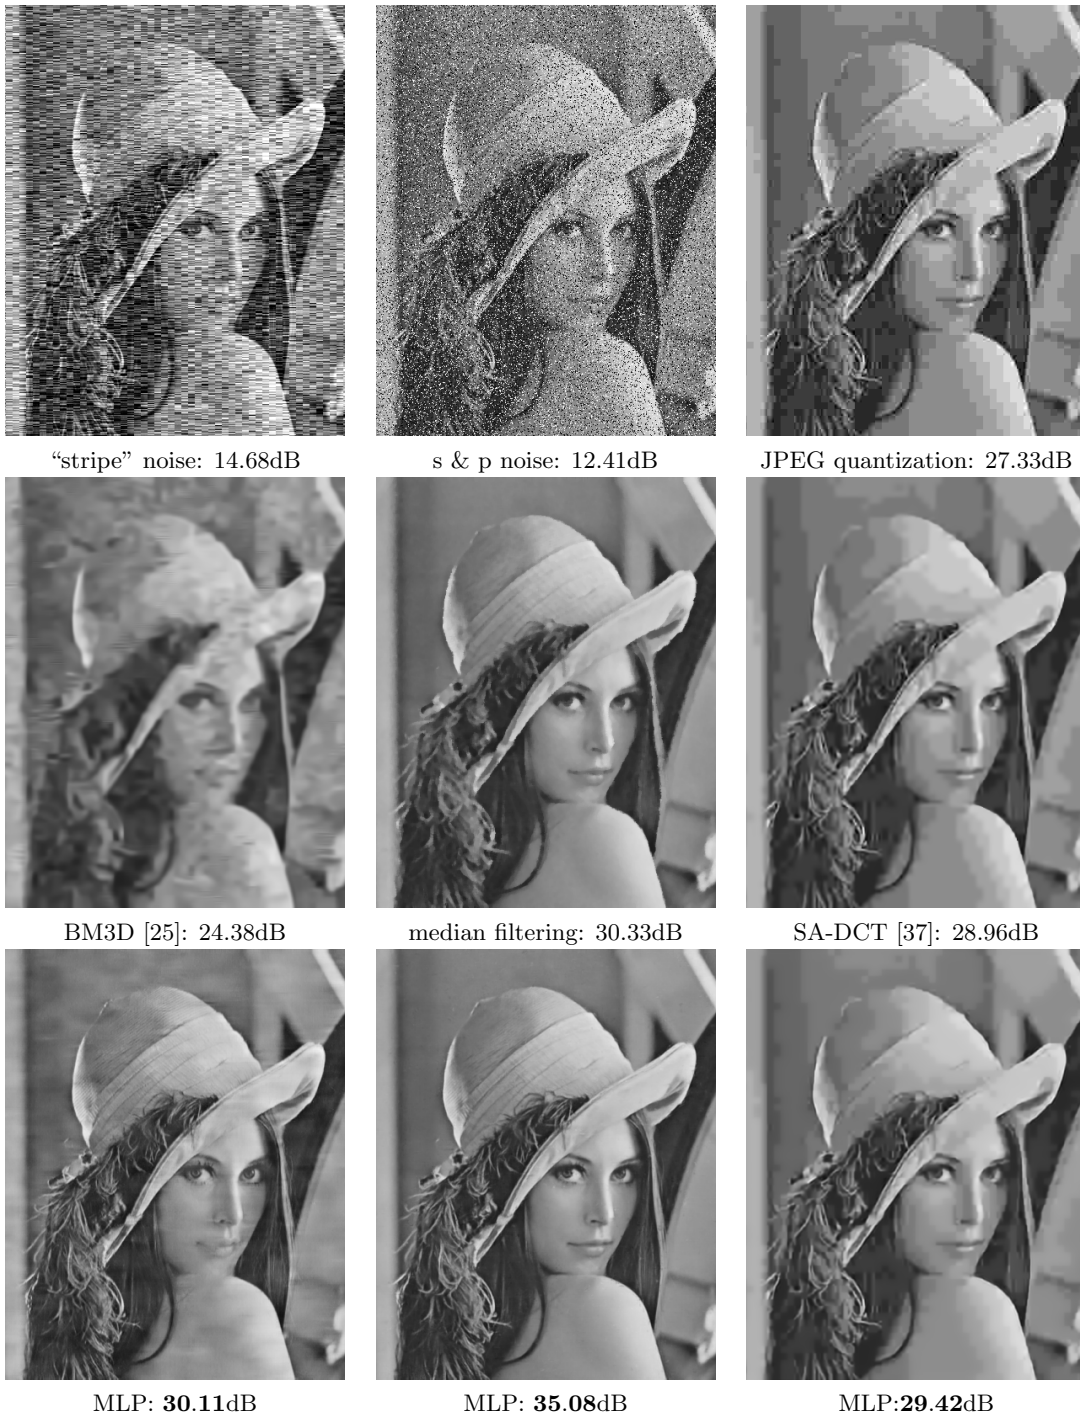 “stripe” noise: 14.68dB
s & p noise: 12.41dB
JPEG quantization: 27.33dB
BM3D [25]: 24.38dB
median filtering: 30.33dB
SA-DCT [37]: 28.96dB
MLP: 30.11dB
MLP: 35.08dB
MLP:29.42dB